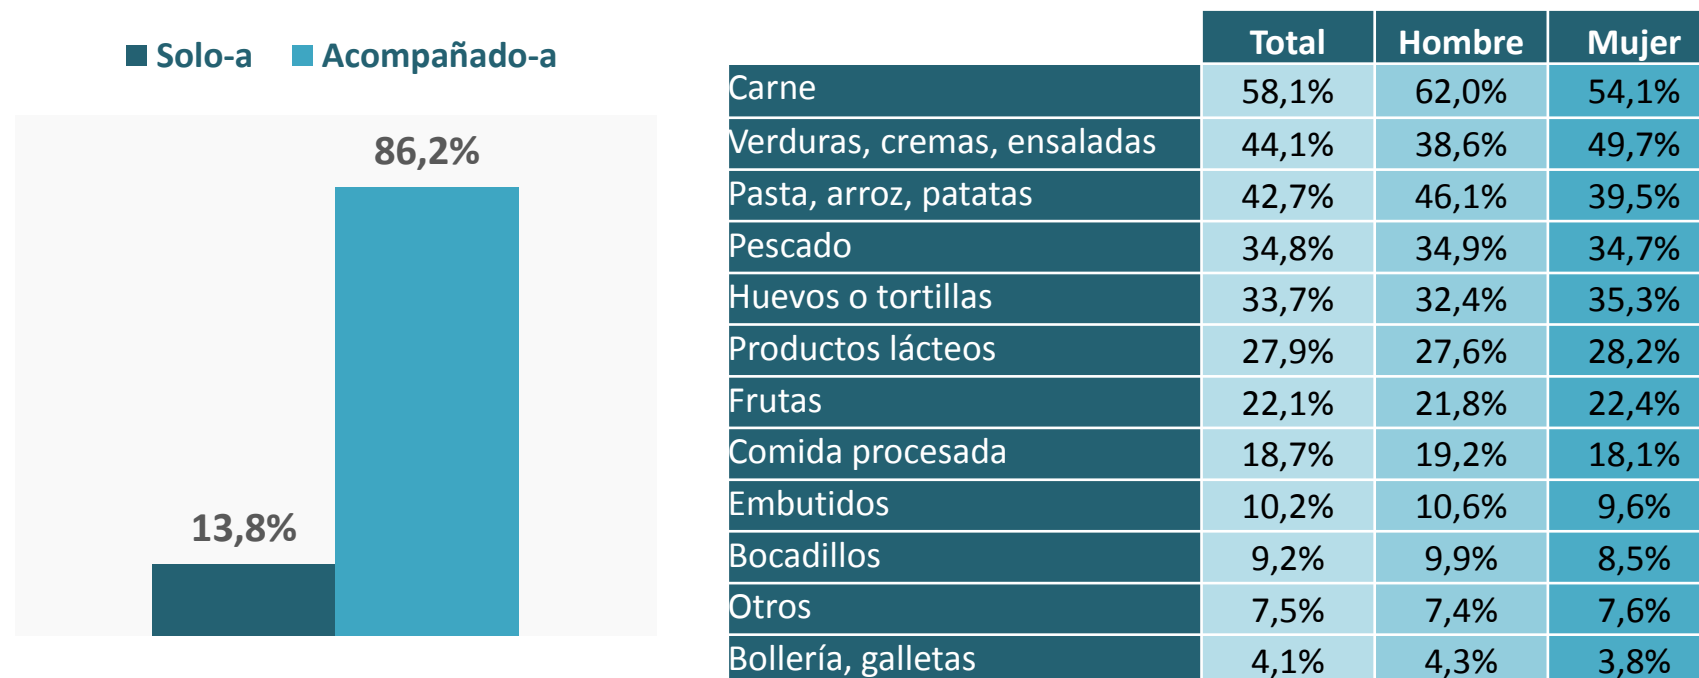 Solo-a Acompañado-a
86,2%
13,8%
Total Hombre Mujer
Carne 58,1% 62,0% 54,1%
Verduras, cremas, ensaladas 44,1% 38,6% 49,7%
Pasta, arroz, patatas 42,7% 46,1% 39,5%
Pescado 34,8% 34,9% 34,7%
Huevos o tortillas 33,7% 32,4% 35,3%
Productos lácteos 27,9% 27,6% 28,2%
Frutas 22,1% 21,8% 22,4%
Comida procesada 18,7% 19,2% 18,1%
Embutidos 10,2% 10,6% 9,6%
Bocadillos 9,2% 9,9% 8,5%
Otros 7,5% 7,4% 7,6%
Bollería, galletas 4,1% 4,3% 3,8%